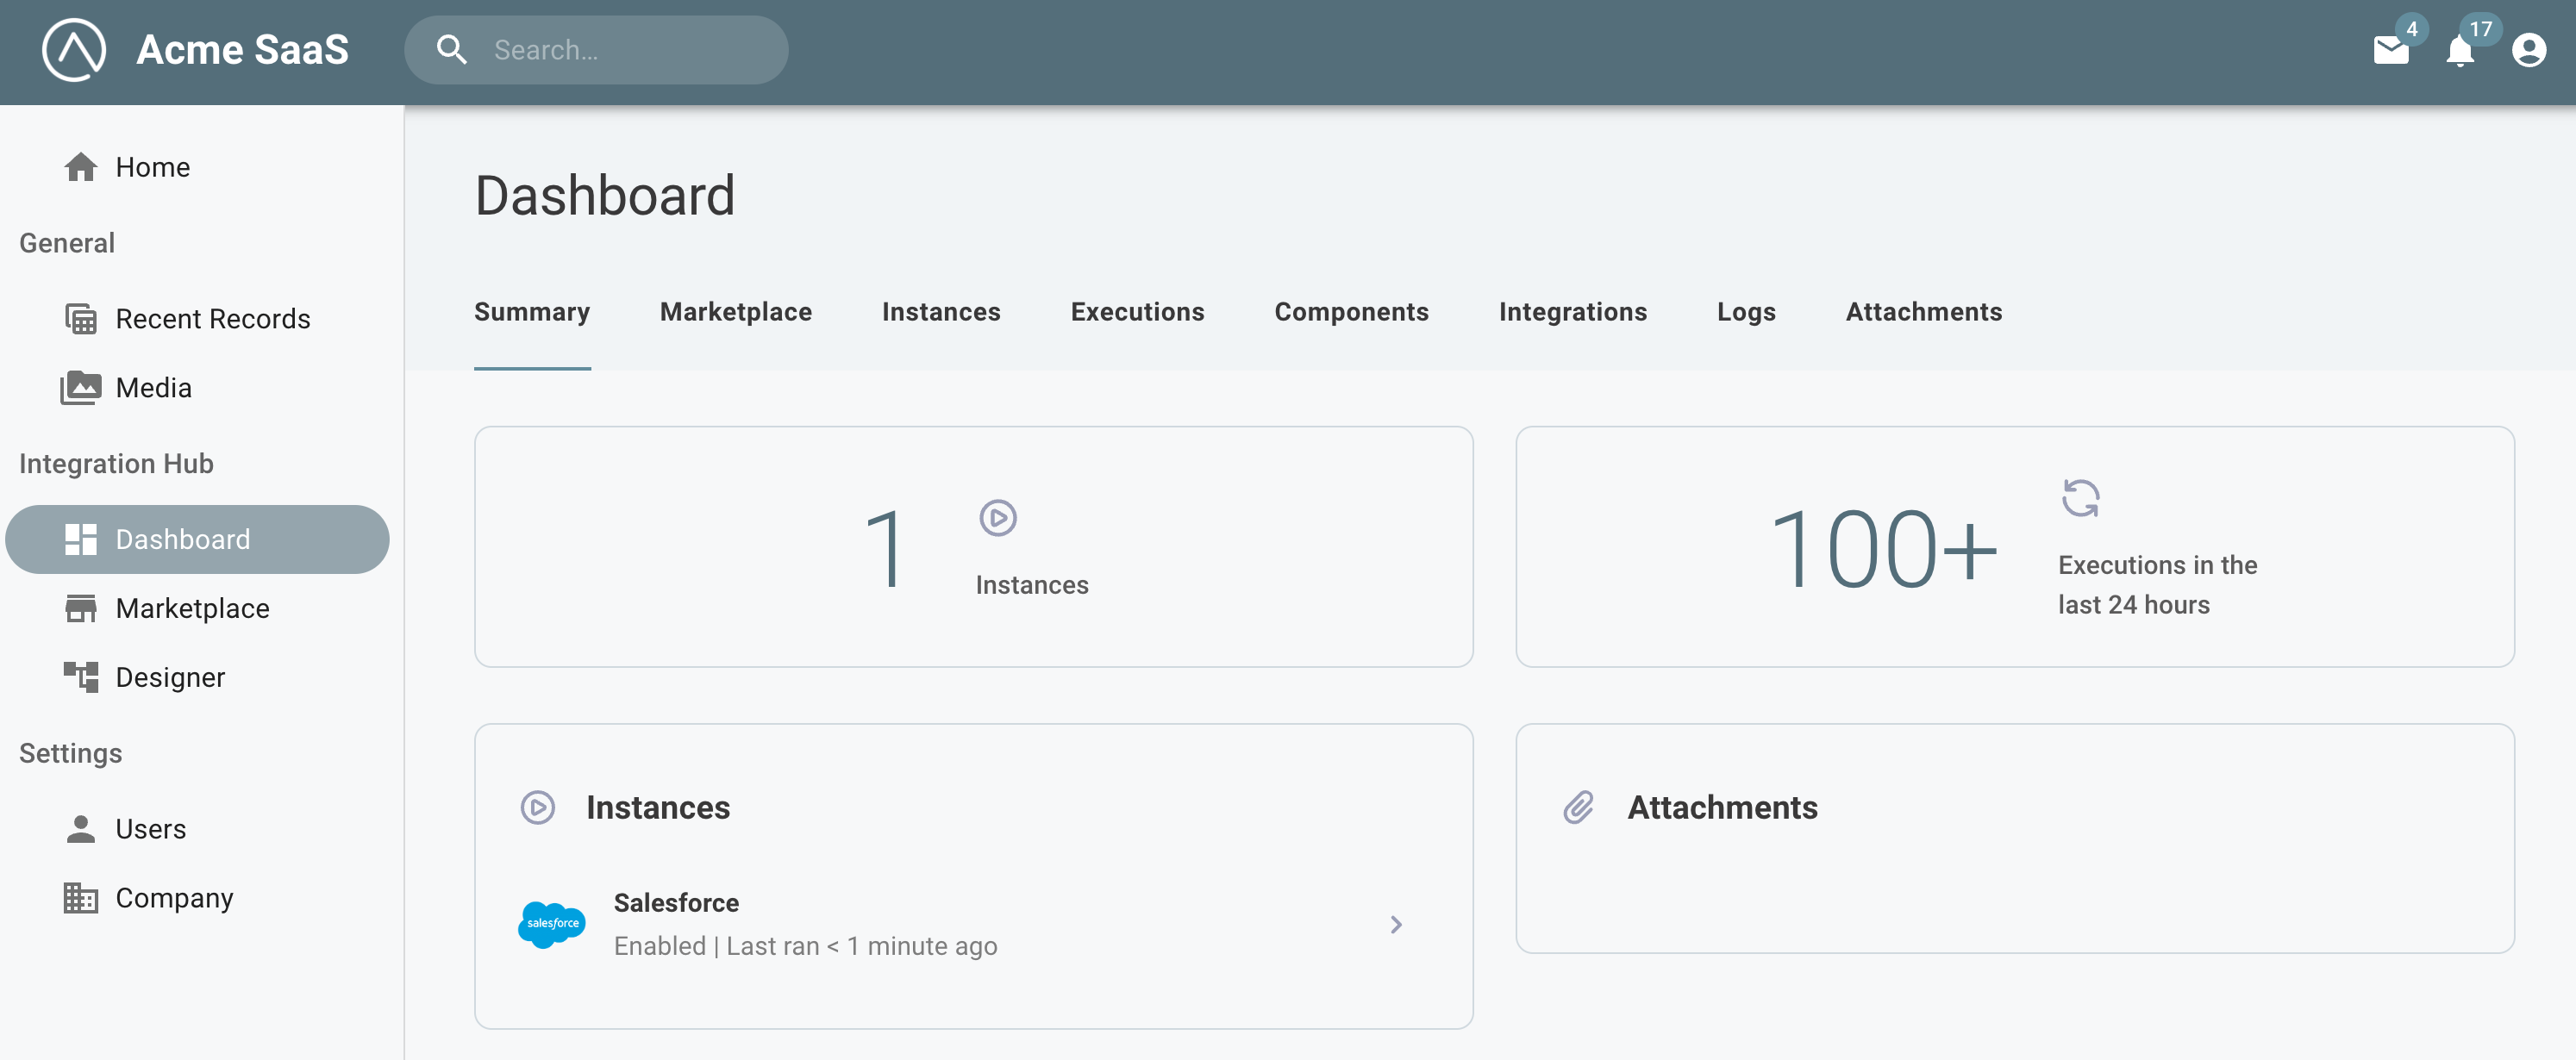 Acme SaaS
Search...
4
17
Home
General
Recent Records
Media
Integration Hub
Dashboard
Marketplace
Designer
Settings
Users
Company
Dashboard
Summary Marketplace Instances Executions Components Integrations Logs Attachments
1
Instances
100+
Executions in the
last 24 hours
Instances
salesforce
Salesforce
Enabled | Last ran < 1 minute ago
Attachments